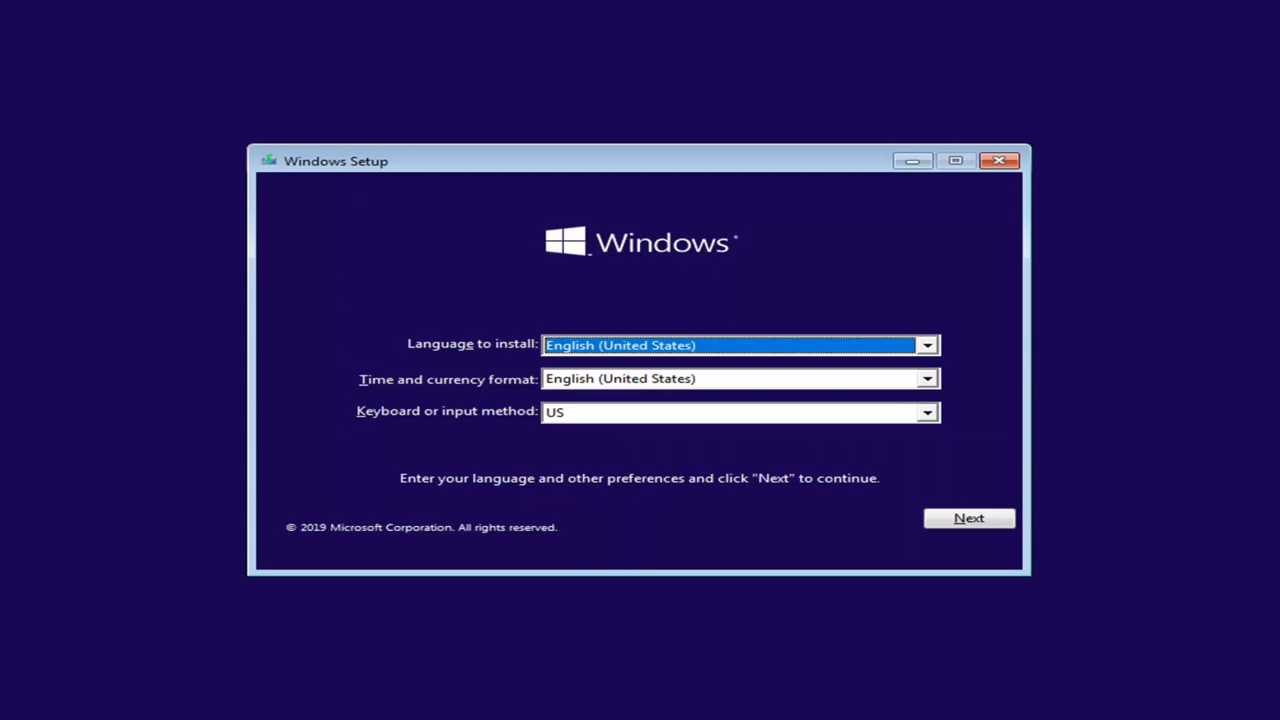 Windows Setup
Windows
Language to install: English (United States)
Time and currency format: English (United States)
Keyboard or input method: US
Enter your language and other preferences and click "Next" to continue.
© 2019 Microsoft Corporation. All rights reserved.
Next